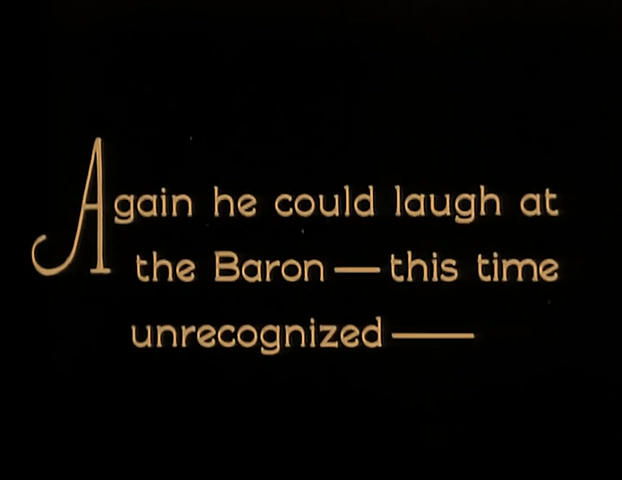 Again he could laugh at
the Baron — this time
unrecognized ——